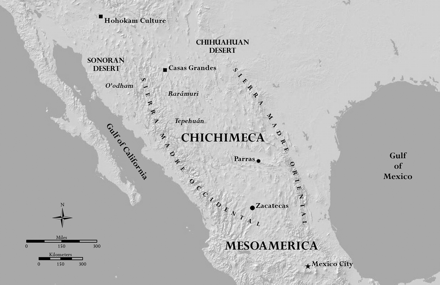 Hohokam Culture
CHIHUAHUAN
DESERT
SONORAN
DESERT
Casas Grandes
O'odham
Rarámuri
Tepehuán
SIERRA MADRE OCCIDENTAL
SIERRA MADRE ORIENTAL
CHICHIMECA
Gulf of California
Parras
Gulf
of
Mexico
Zacatecas
N
Miles
0 150 300
Kilometers
0 150 300
MESOAMERICA
Mexico City